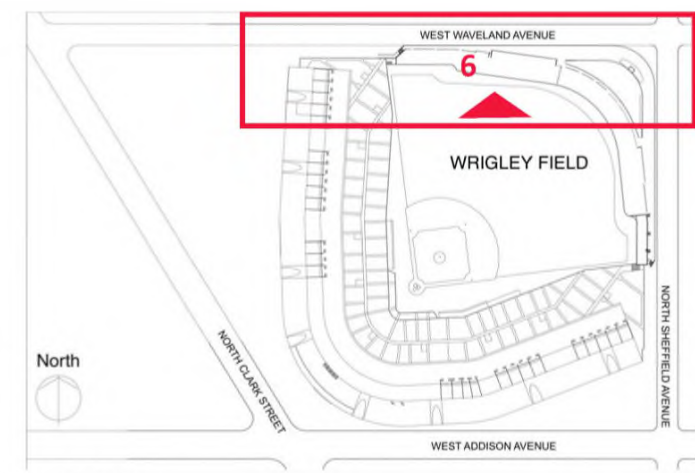 WEST WAVELAND AVENUE
6
WRIGLEY FIELD
NORTH SHEFFIELD AVENUE
NORTH CLARK STREET
North
WEST ADDISON AVENUE